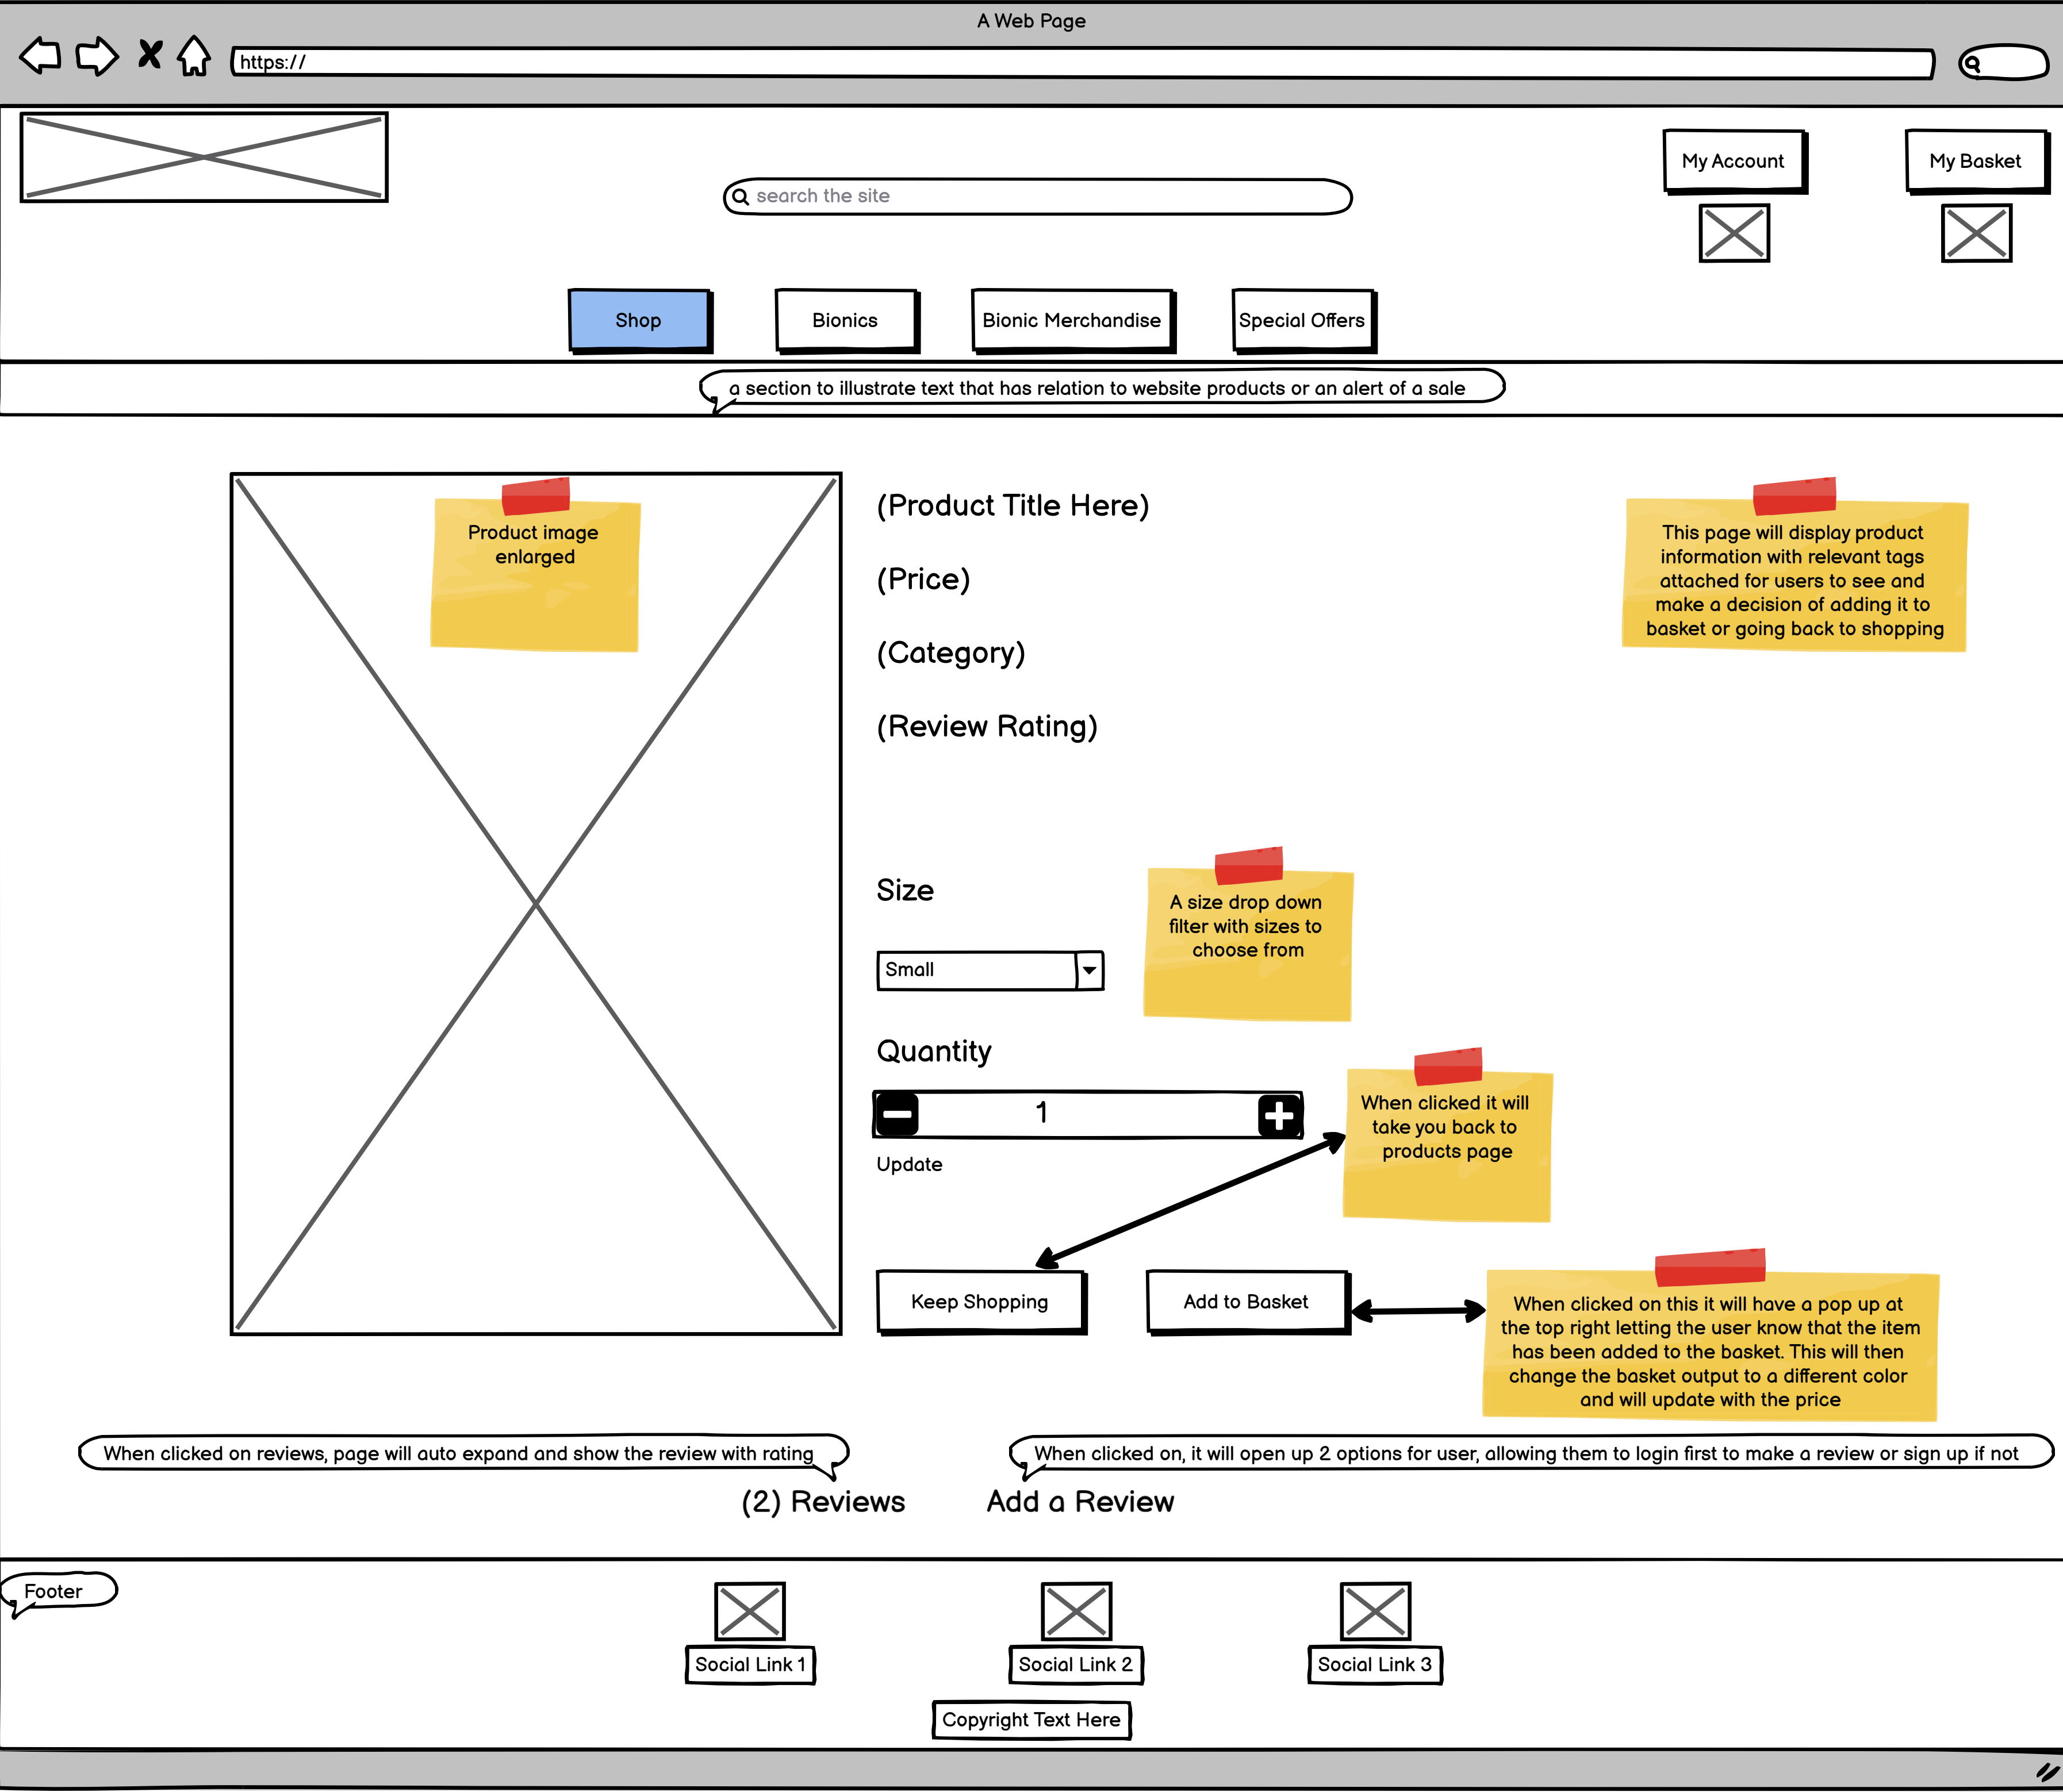 A Web Page
https://
search the site
My Account
My Basket
Shop
Bionics
Bionic Merchandise
Special Offers
a section to illustrate text that has relation to website products or an alert of a sale
Product image
enlarged
(Product Title Here)
(Price)
(Category)
(Review Rating)
This page will display product
information with relevant tags
attached for users to see and
make a decision of adding it to
basket or going back to shopping
Size
Small
A size drop down
filter with sizes to
choose from
Quantity
1
Update
When clicked it will
take you back to
products page
Keep Shopping
Add to Basket
When clicked on this it will have a pop up at
the top right letting the user know that the item
has been added to the basket. This will then
change the basket output to a different color
and will update with the price
When clicked on reviews, page will auto expand and show the review with rating
When clicked on, it will open up 2 options for user, allowing them to login first to make a review or sign up if not
(2) Reviews
Add a Review
Footer
Social Link 1
Social Link 2
Social Link 3
Copyright Text Here